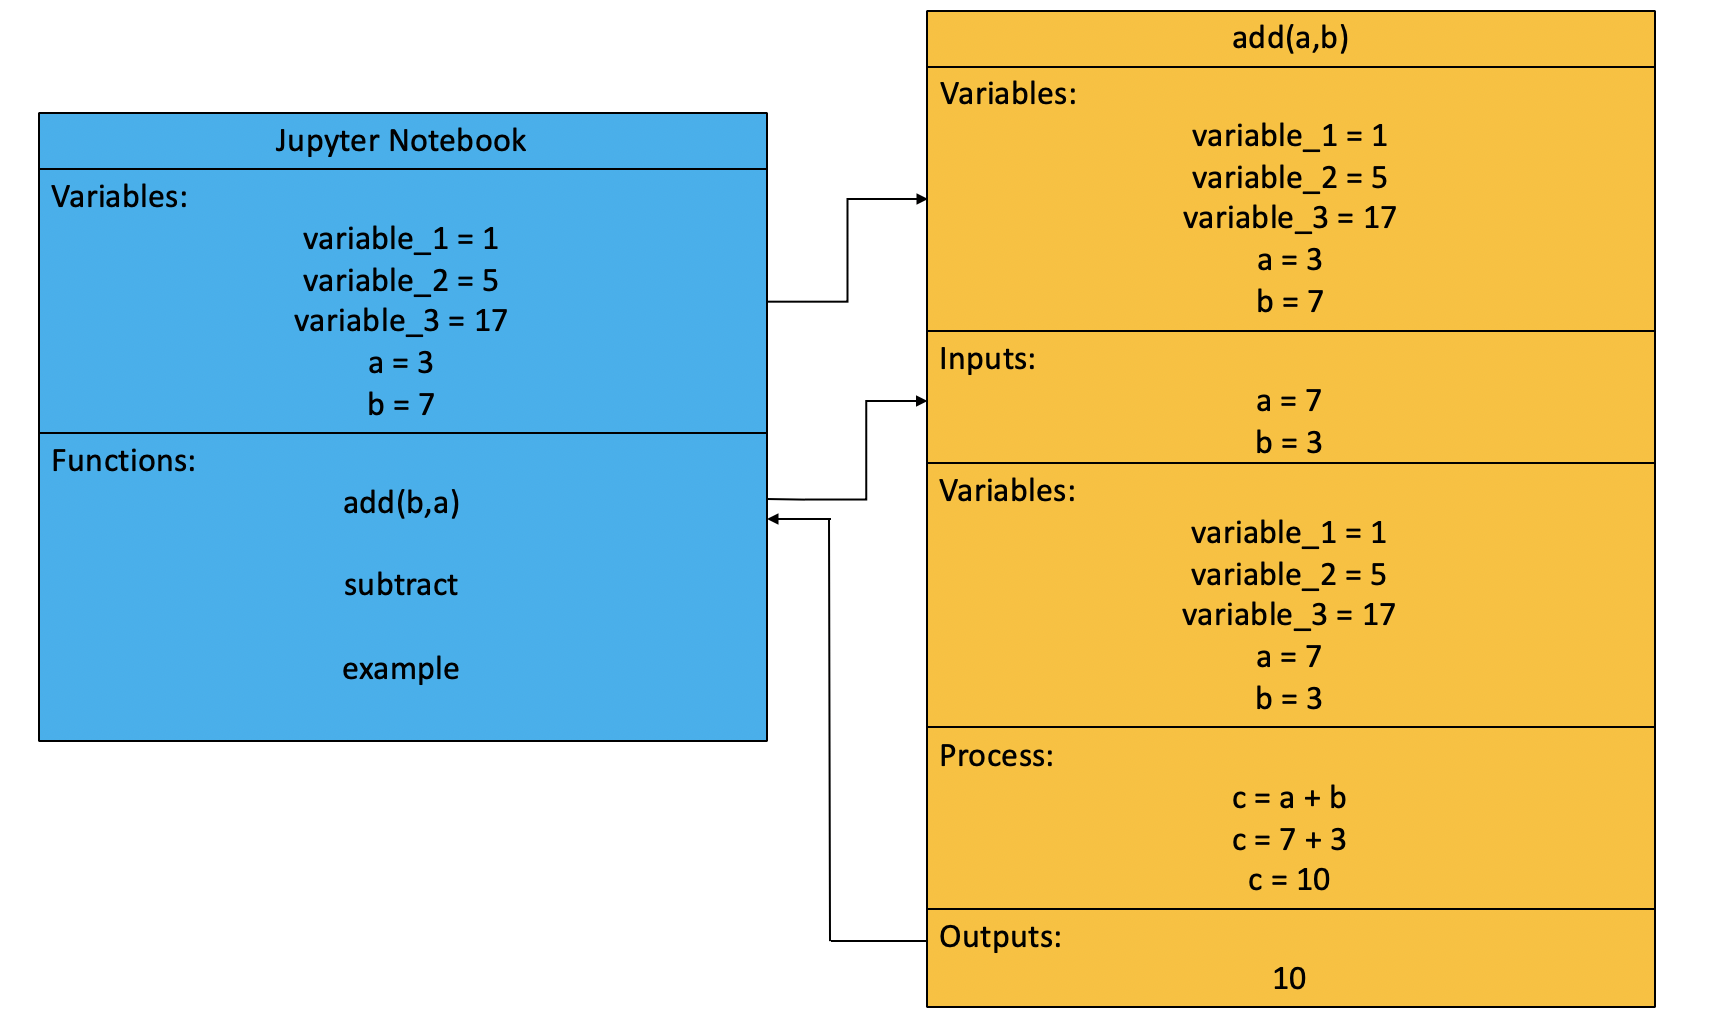 Jupyter Notebook
Variables:
variable_1 = 1
variable_2 = 5
variable_3 = 17
a = 3
b = 7
Functions:
add(b,a)
subtract
example
add(a,b)
Variables:
variable_1 = 1
variable_2 = 5
variable_3 = 17
a = 3
b = 7
Inputs:
a = 7
b = 3
Variables:
variable_1 = 1
variable_2 = 5
variable_3 = 17
a = 7
b = 3
Process:
c = a + b
c = 7 + 3
c = 10
Outputs:
10